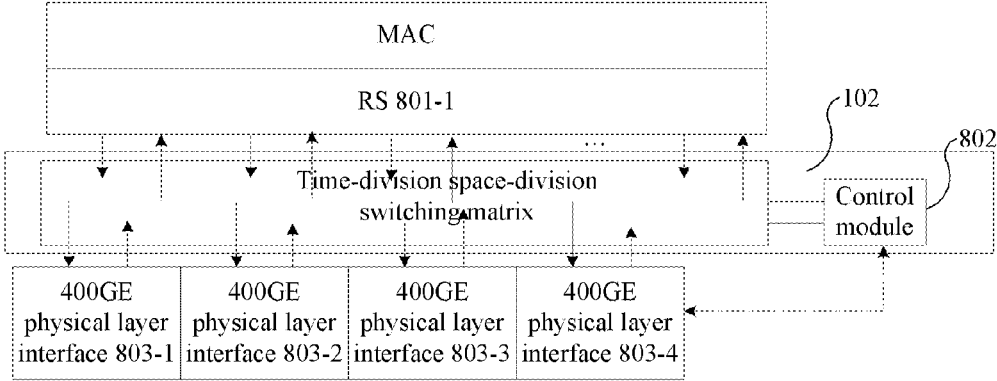 MAC
RS 801-1
102
802
...
Time-division space-division
switching matrix
Control
module
400GE
physical layer
interface 803-1
400GE
physical layer
interface 803-2
400GE
physical layer
interface 803-3
400GE
physical layer
interface 803-4